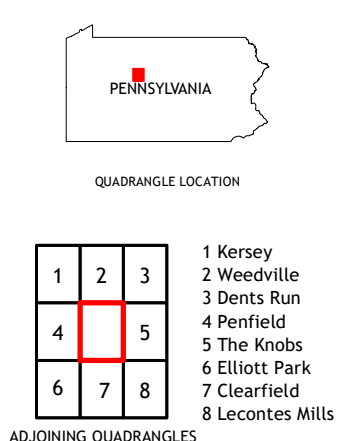 PENNSYLVANIA
QUADRANGLE LOCATION
1 2 3
4 5
6 7 8
1 Kersey
2 Weedville
3 Dents Run
4 Penfield
5 The Knobs
6 Elliott Park
7 Clearfield
8 Lecontes Mills
ADJOINING QUADRANGLES